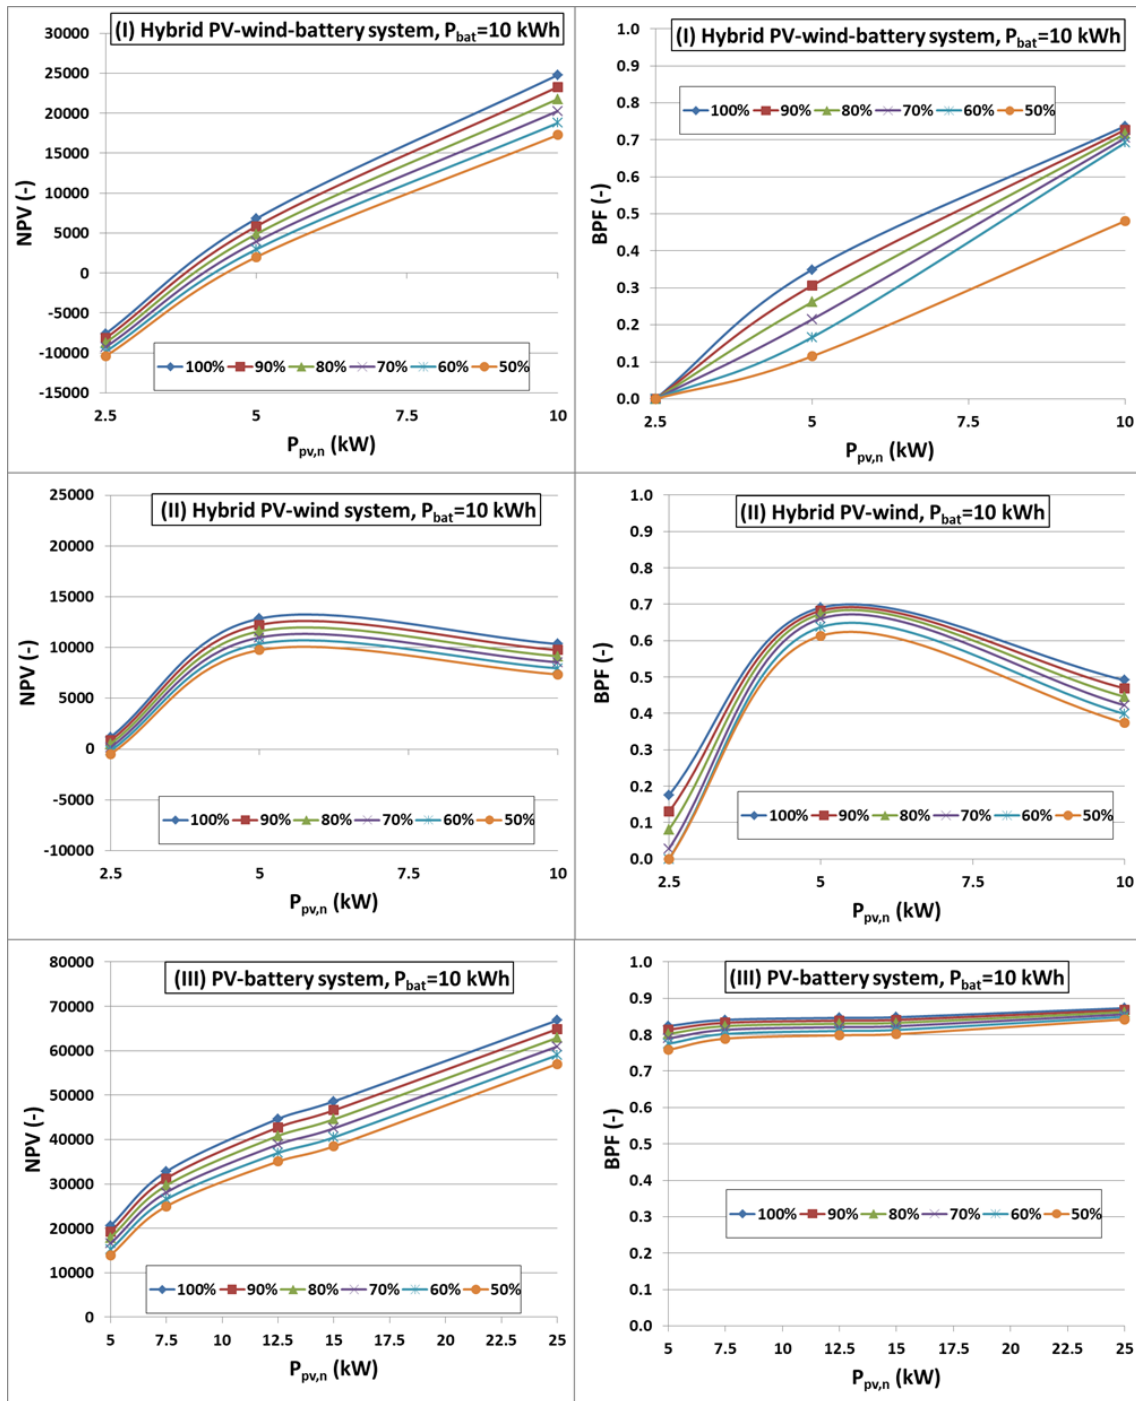 (I) Hybrid PV-wind-battery system, Pbat=10 kWh
30000
25000
20000
15000
10000
5000
0
-5000
-10000
-15000
NPV (-)
100% 90% 80% 70% 60% 50%
2.5 5 7.5 10
Ppv,n (kW)
(I) Hybrid PV-wind-battery system, Pbat=10 kWh
1.0
0.9
0.8
0.7
0.6
0.5
0.4
0.3
0.2
0.1
0.0
BPF (-)
100% 90% 80% 70% 60% 50%
2.5 5 7.5 10
Ppv,n (kW)
(II) Hybrid PV-wind system, Pbat=10 kWh
25000
20000
15000
10000
5000
0
-5000
-10000
NPV (-)
100% 90% 80% 70% 60% 50%
2.5 5 7.5 10
Ppv,n (kW)
(II) Hybrid PV-wind, Pbat=10 kWh
1.0
0.9
0.8
0.7
0.6
0.5
0.4
0.3
0.2
0.1
0.0
BPF (-)
100% 90% 80% 70% 60% 50%
2.5 5 7.5 10
Ppv,n (kW)
(III) PV-battery system, Pbat=10 kWh
80000
70000
60000
50000
40000
30000
20000
10000
0
NPV (-)
100% 90% 80% 70% 60% 50%
5 7.5 10 12.5 15 17.5 20 22.5 25
Ppv,n (kW)
(III) PV-battery system, Pbat=10 kWh
1.0
0.9
0.8
0.7
0.6
0.5
0.4
0.3
0.2
0.1
0.0
BPF (-)
100% 90% 80% 70% 60% 50%
5 7.5 10 12.5 15 17.5 20 22.5 25
Ppv,n (kW)